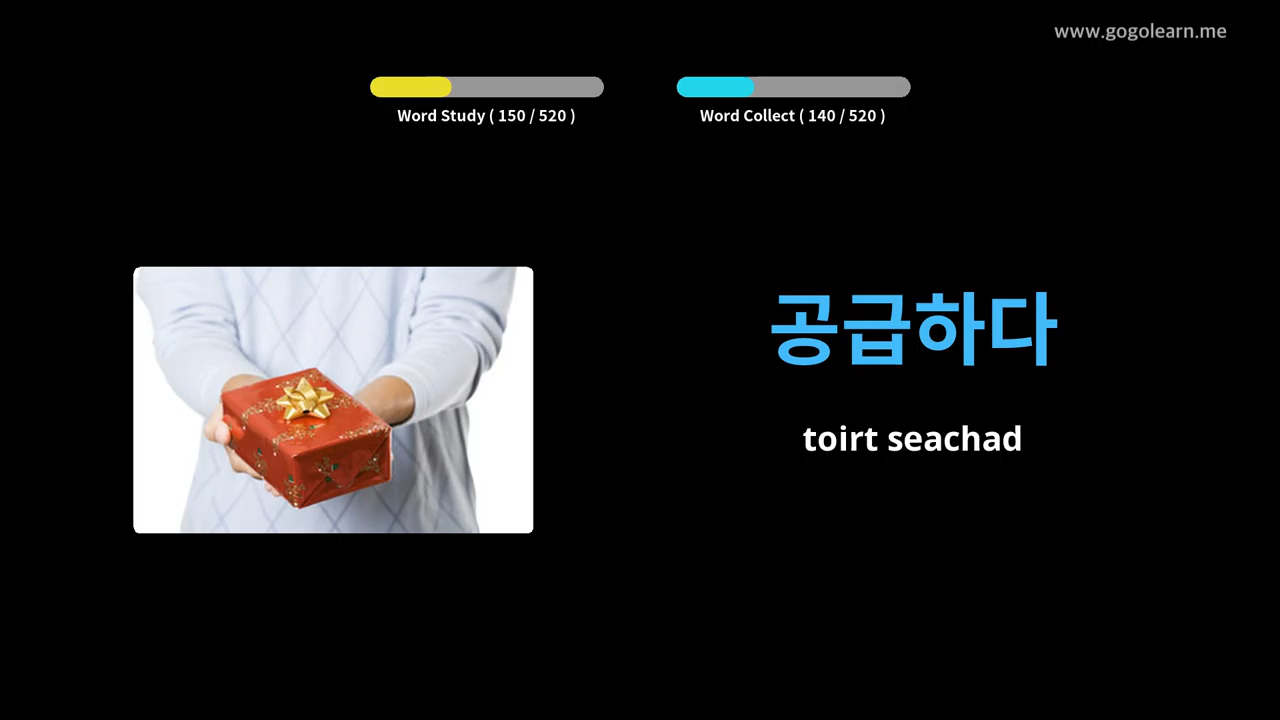 www.gogolearn.me
Word Study ( 150 / 520 )
Word Collect ( 140 / 520 )
공급하다
toirt seachad